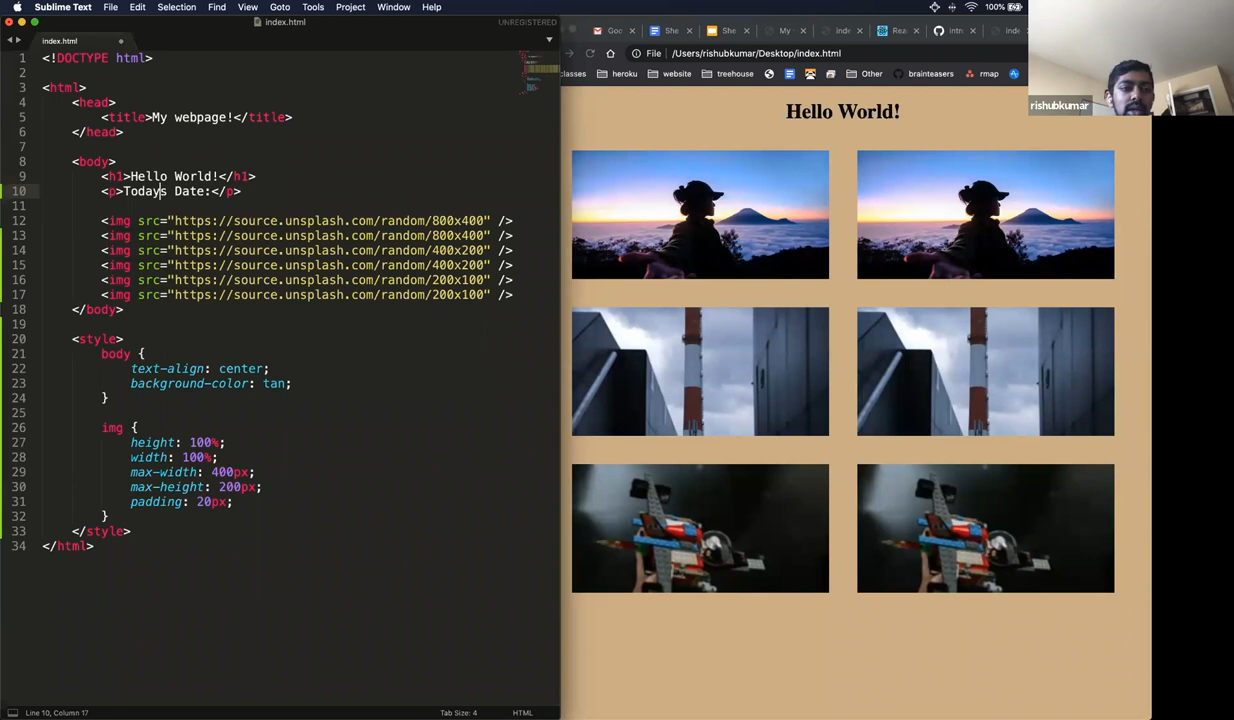 Sublime Text File Edit Selection Find View Goto Tools Project Window Help 100%
index.html UNREGISTERED
index.html
Goo She She My inde Rea intro inde
File /Users/rishubkumar/Desktop/index.html
classes heroku website treehouse Other brainteasers rmap
rishubkumar
1 <!DOCTYPE html>
2
3 <html>
4 <head>
5 <title>My webpage!</title>
6 </head>
7
8 <body>
9 <h1>Hello World!</h1>
10 <p>Todays Date:</p>
11
12 <img src="https://source.unsplash.com/random/800x400" />
13 <img src="https://source.unsplash.com/random/800x400" />
14 <img src="https://source.unsplash.com/random/400x200" />
15 <img src="https://source.unsplash.com/random/400x200" />
16 <img src="https://source.unsplash.com/random/200x100" />
17 <img src="https://source.unsplash.com/random/200x100" />
18 </body>
19
20 <style>
21 body {
22 text-align: center;
23 background-color: tan;
24 }
25
26 img {
27 height: 100%;
28 width: 100%;
29 max-width: 400px;
30 max-height: 200px;
31 padding: 20px;
32 }
33 </style>
34 </html>
Hello World!
Line 10, Column 17 Tab Size: 4 HTML